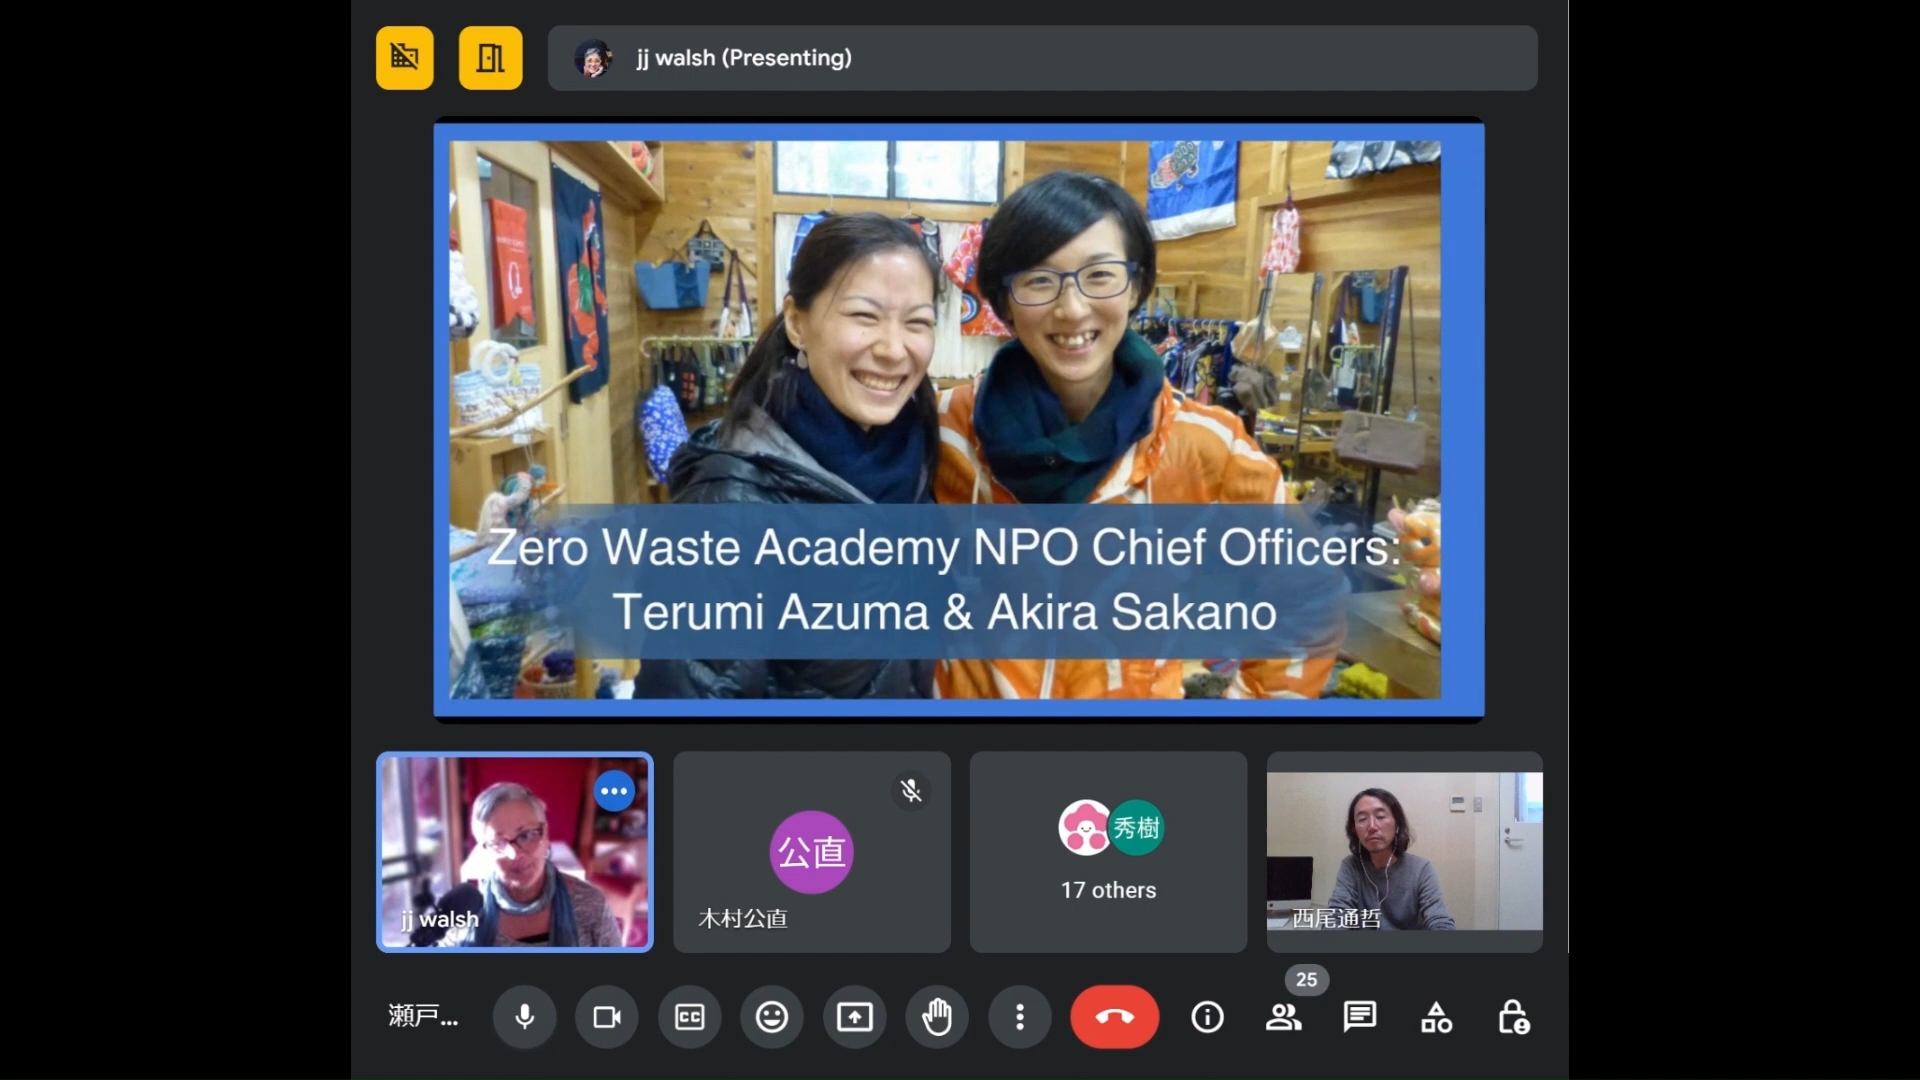 jj walsh (Presenting)
Zero Waste Academy NPO Chief Officers:
Terumi Azuma & Akira Sakano
jj walsh
公直
木村公直
秀樹
17 others
西尾通哲
25
瀬戸...
CC